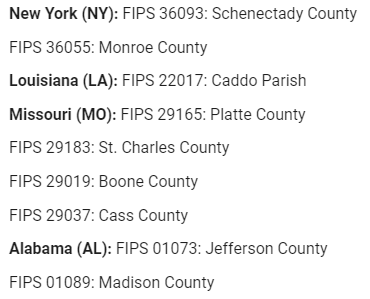 New York (NY): FIPS 36093: Schenectady County
FIPS 36055: Monroe County
Louisiana (LA): FIPS 22017: Caddo Parish
Missouri (MO): FIPS 29165: Platte County
FIPS 29183: St. Charles County
FIPS 29019: Boone County
FIPS 29037: Cass County
Alabama (AL): FIPS 01073: Jefferson County
FIPS 01089: Madison County